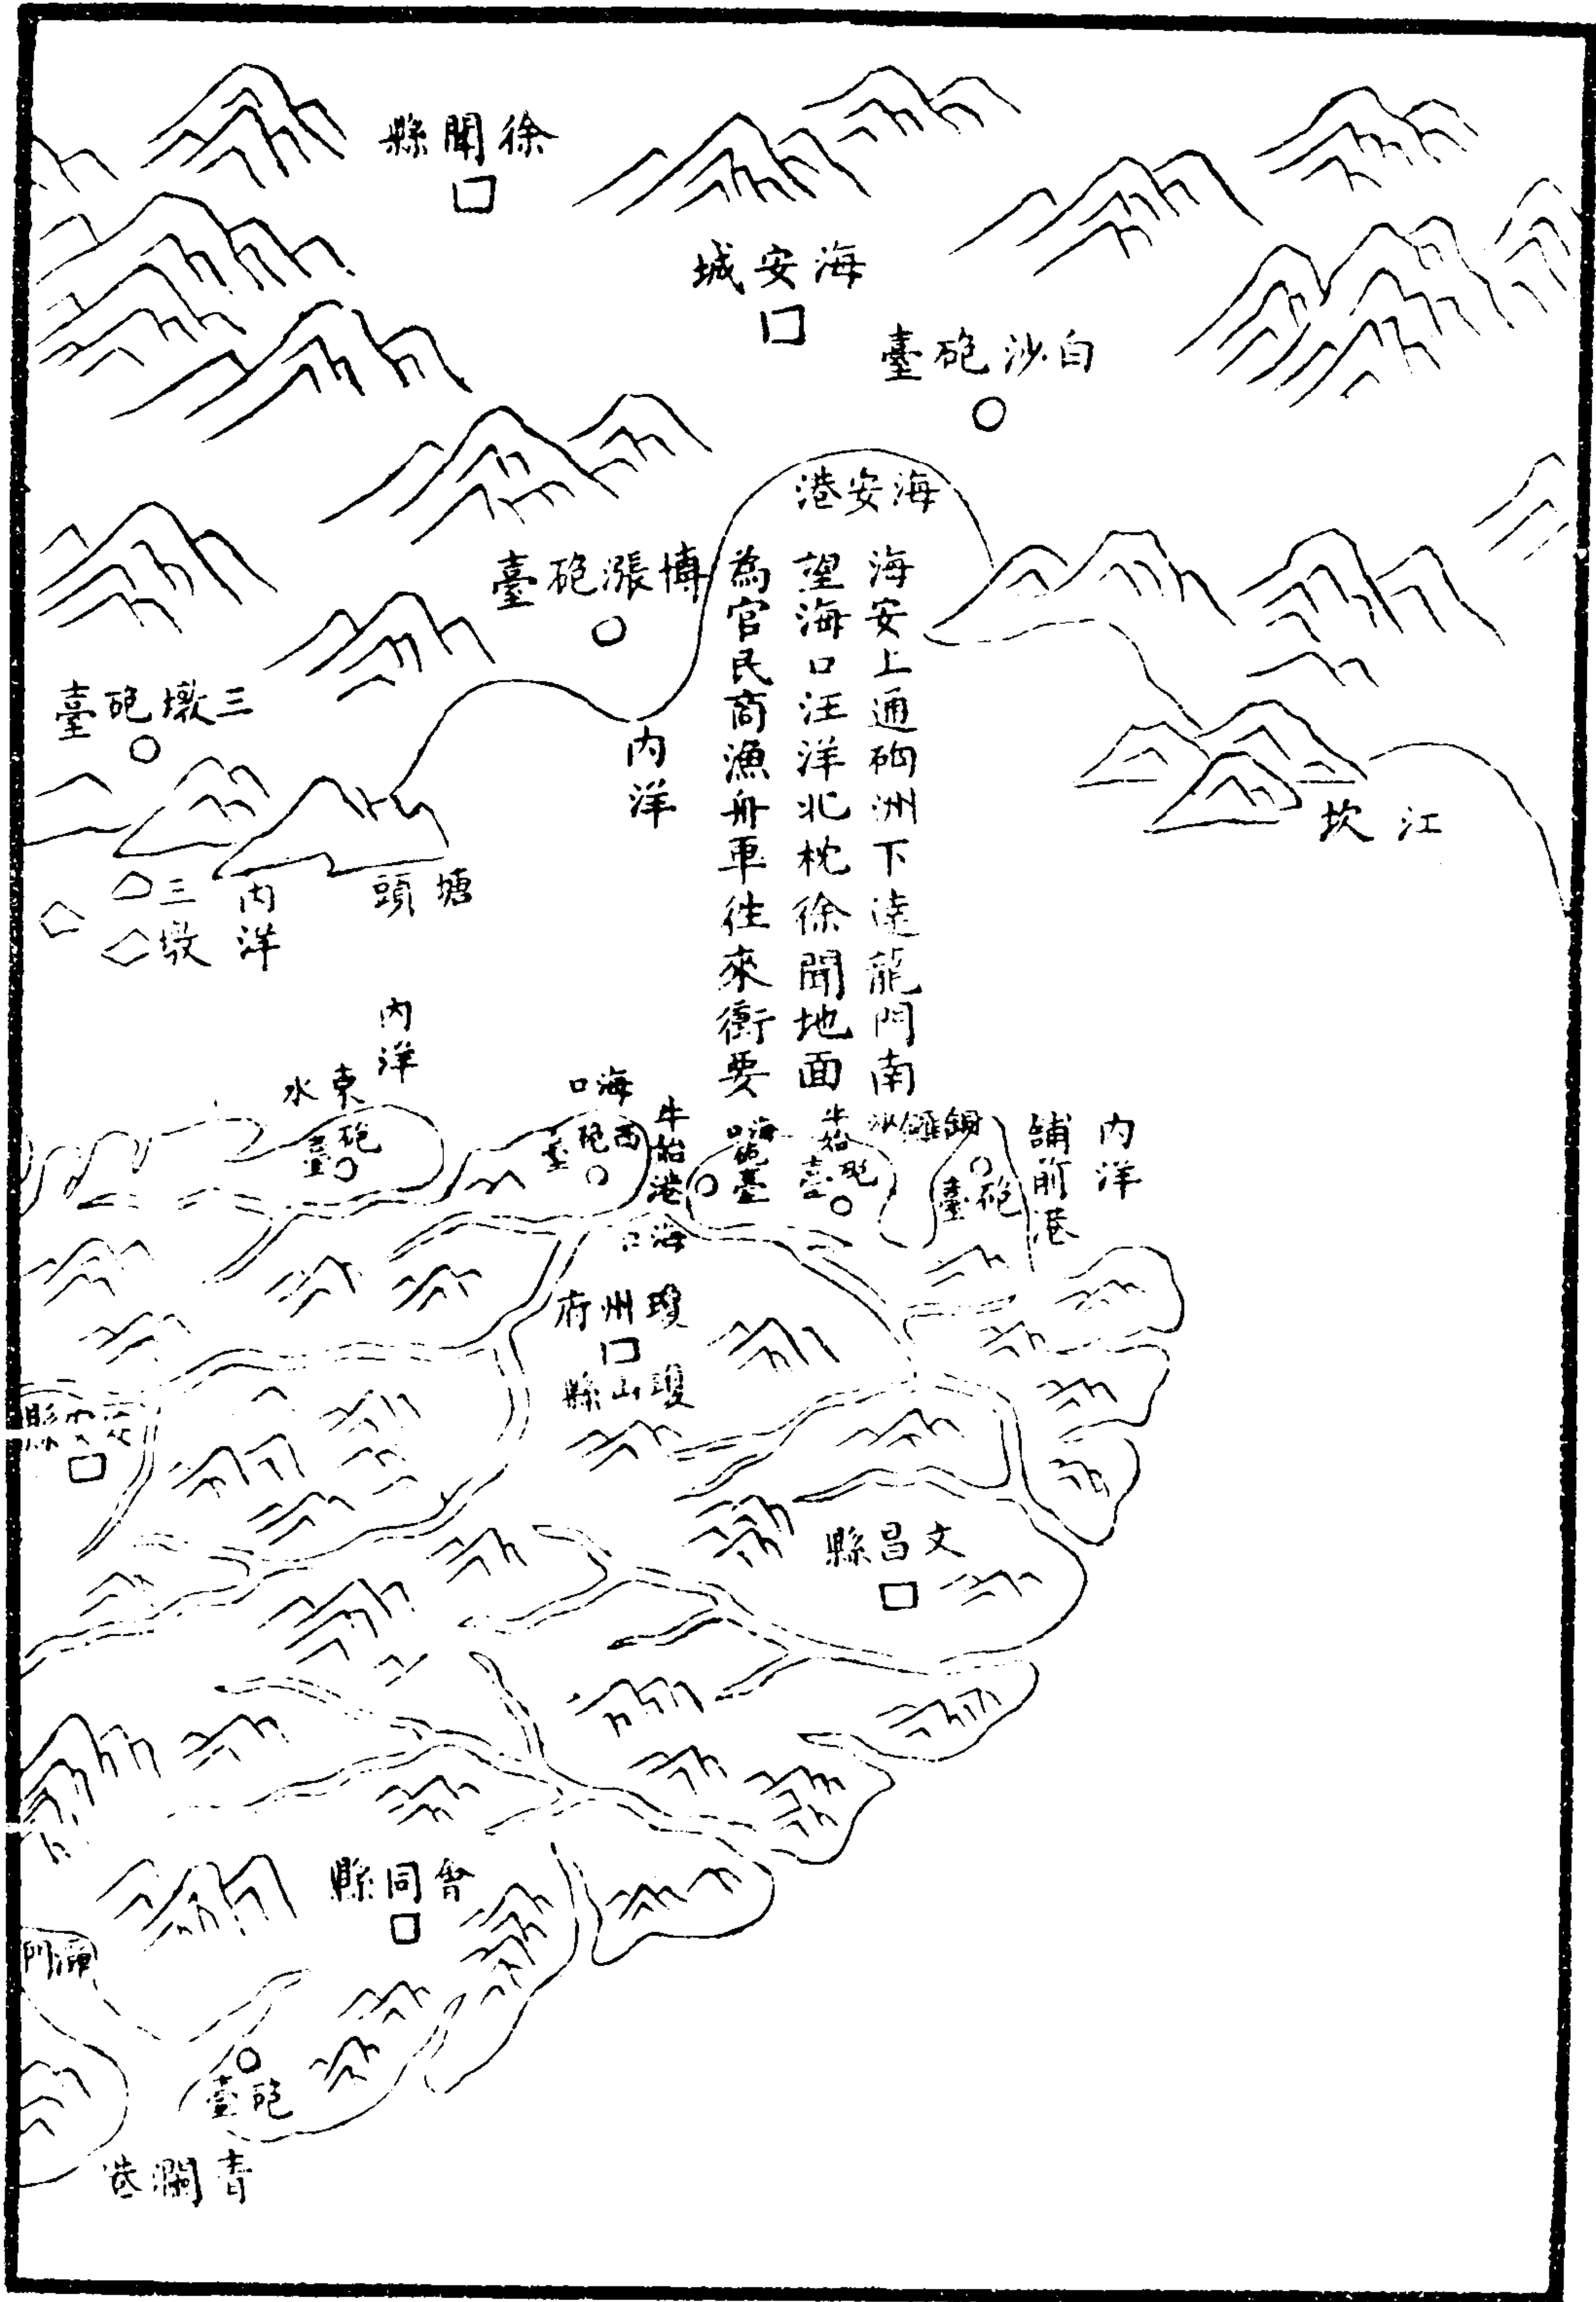 徐聞縣
海安城
白沙砲臺
海安港
海安上通硇洲下達龍門南
望海口汪洋北枕徐聞地面
為官民商漁舟車往來衝要
博漲砲臺
內洋
三墩砲臺
江坎
塘頭
內洋
三墩
內洋
內洋
舖前港
砲臺
牛始砲臺
海口砲臺
牛始港
海口
西砲臺
東水
砲臺
海口
瓊州府
瓊山縣
定安縣
文昌縣
會同縣
砲臺
青瀾港